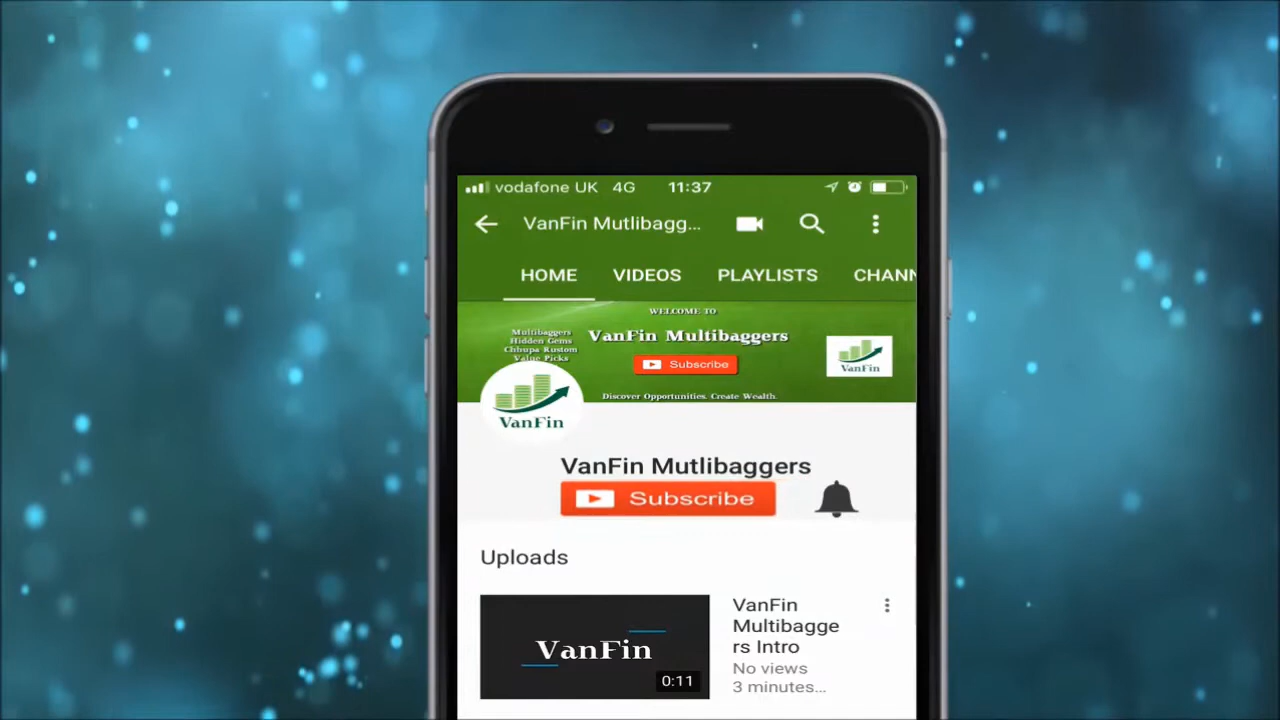 vodafone UK 4G 11:37
VanFin Mutlibagg...
HOME VIDEOS PLAYLISTS CHANN
WELCOME TO
VanFin Multibaggers
Subscribe
Discover Opportunities. Create Wealth.
Multibaggers
Hidden Gems
Chhupa Rustom
Value Picks
VanFin
VanFin
VanFin Mutlibaggers
Subscribe
Uploads
VanFin
0:11
VanFin
Multibagge
rs Intro
No views
3 minutes...